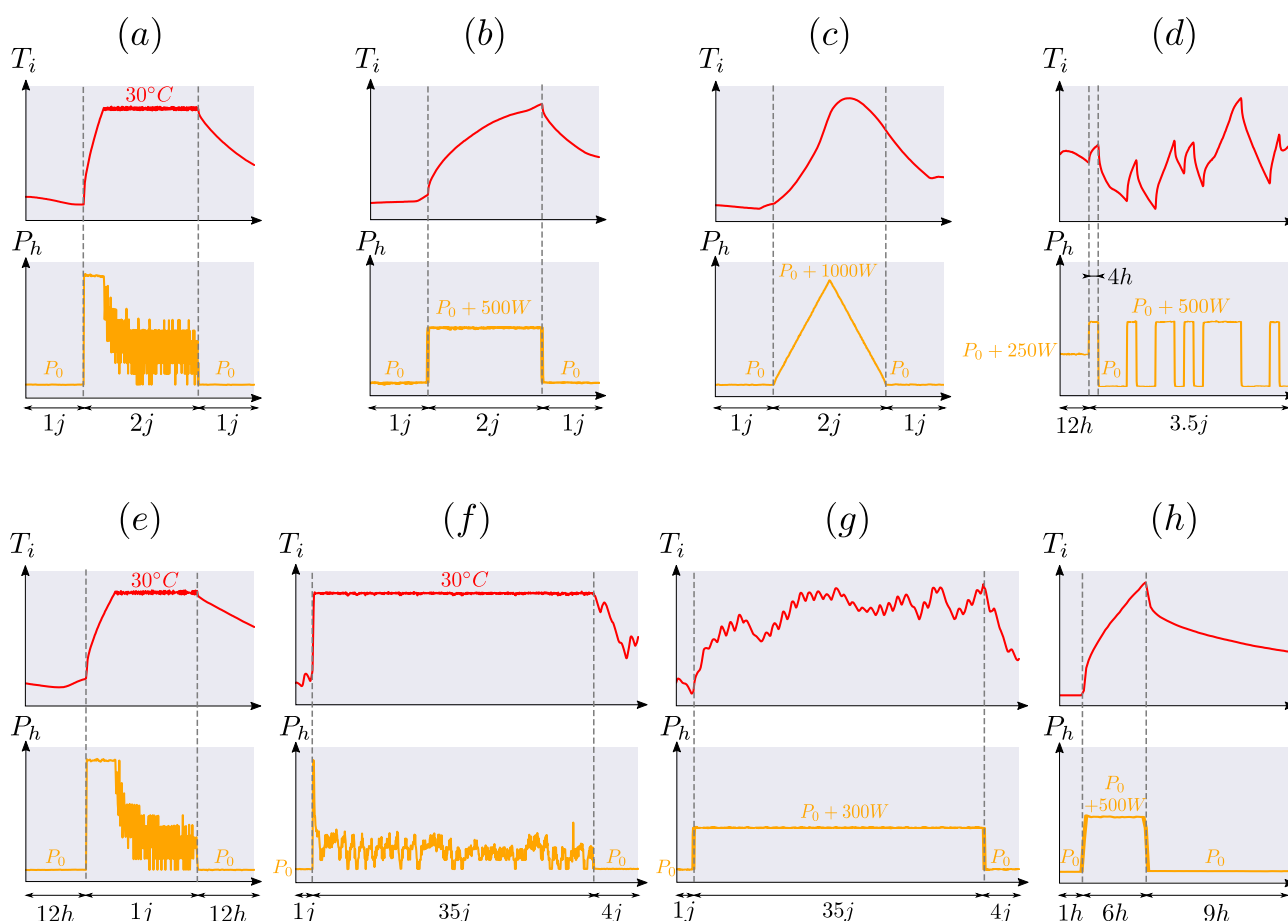 (a) (b) (c) (d)
T_i T_i T_i T_i
30°C
P_h P_h P_h P_h
P_0 + 1000W
4h
P_0 + 500W P_0 + 500W
P_0 + 250W
P_0 P_0 P_0 P_0 P_0 P_0 P_0
1j 2j 1j 1j 2j 1j 1j 2j 1j 12h 3.5j
(e) (f) (g) (h)
T_i T_i T_i T_i
30°C 30°C
P_h P_h P_h P_h
P_0
+500W
P_0 + 300W
P_0 P_0 P_0 P_0 P_0 P_0 P_0 P_0
12h 1j 12h 1j 35j 4j 1j 35j 4j 1h 6h 9h